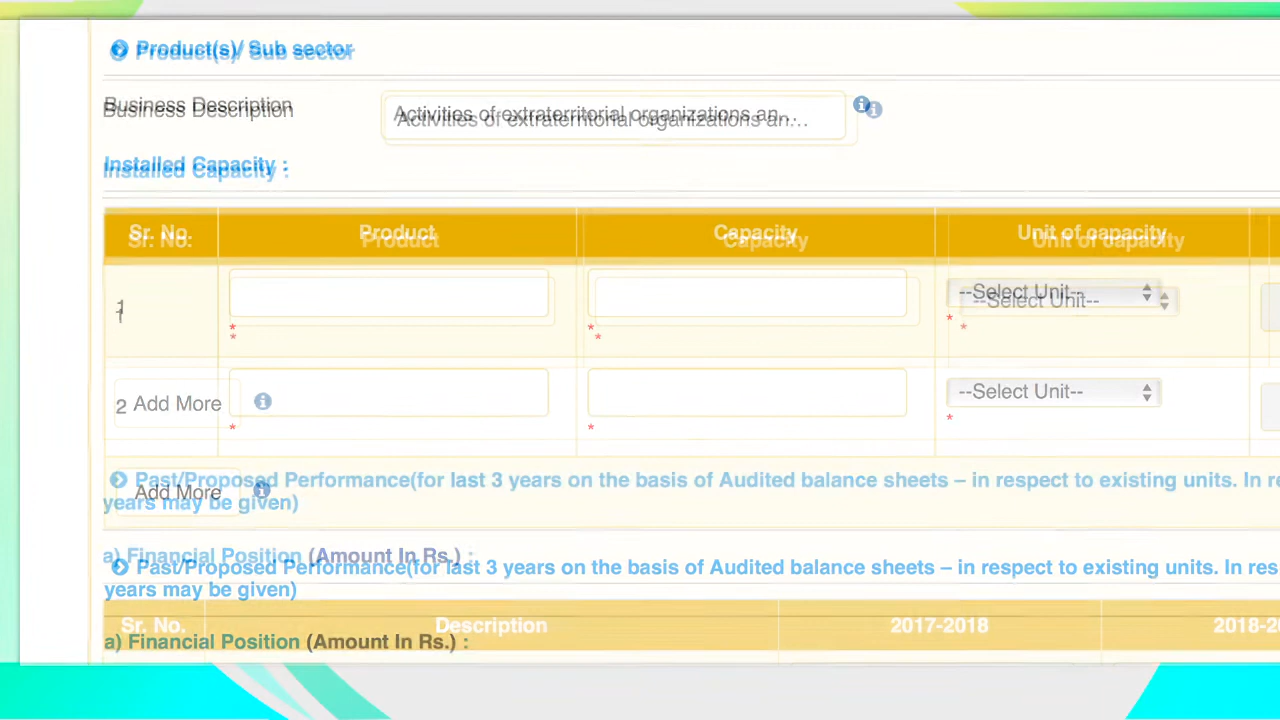 Product(s)/ Sub sector
Business Description
Activities of extraterritorial organizations an...
Installed Capacity :
Sr. No. Product Capacity Unit of capacity
1 --Select Unit--
* * *
2 Add More --Select Unit--
* * *
Past/Proposed Performance(for last 3 years on the basis of Audited balance sheets – in respect to existing units. In re
years may be given)
Add More
a) Financial Position (Amount In Rs.) :
Past/Proposed Performance(for last 3 years on the basis of Audited balance sheets – in respect to existing units. In res
years may be given)
Sr. No. Description 2017-2018 2018-20
a) Financial Position (Amount In Rs.) :